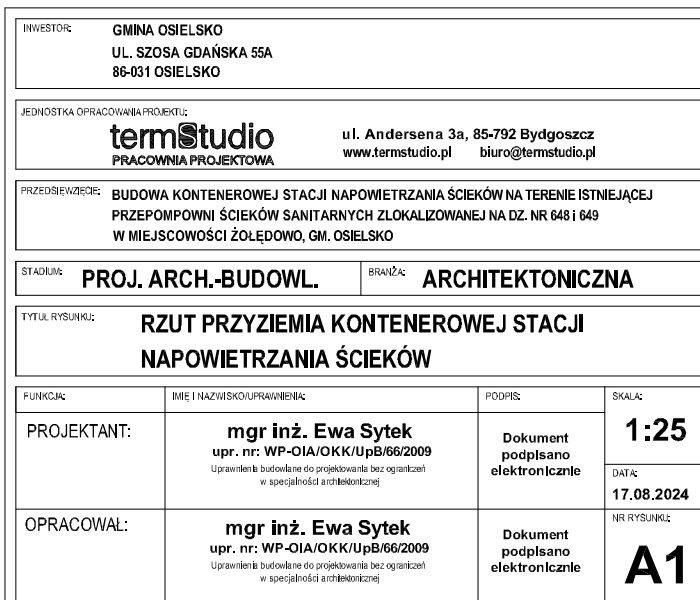 INWESTOR:
GMINA OSIELSKO
UL. SZOSA GDAŃSKA 55A
86-031 OSIELSKO
JEDNOSTKA OPRACOWANIA PROJEKTU:
termStudio
PRACOWNIA PROJEKTOWA
ul. Andersena 3a, 85-792 Bydgoszcz
www.termstudio.pl biuro@termstudio.pl
PRZEDSIĘWZIĘCIE:
BUDOWA KONTENEROWEJ STACJI NAPOWIETRZANIA ŚCIEKÓW NA TERENIE ISTNIEJĄCEJ
PRZEPOMPOWNI ŚCIEKÓW SANITARNYCH ZLOKALIZOWANEJ NA DZ. NR 648 i 649
W MIEJSCOWOŚCI ŻOŁĘDOWO, GM. OSIELSKO
STADIUM: PROJ. ARCH.-BUDOWL.
BRANŻA: ARCHITEKTONICZNA
TYTUŁ RYSUNKU:
RZUT PRZYZIEMIA KONTENEROWEJ STACJI
NAPOWIETRZANIA ŚCIEKÓW
FUNKCJA:
IMIĘ I NAZWISKO/UPRAWNIENIA:
PODPIS:
SKALA:
1:25
PROJEKTANT:
mgr inż. Ewa Sytek
upr. nr: WP-OIA/OKK/UpB/66/2009
Uprawnienia budowlane do projektowania bez ograniczeń
w specjalności architektonicznej
Dokument
podpisano
elektronicznie
DATA:
17.08.2024
OPRACOWAŁ:
mgr inż. Ewa Sytek
upr. nr: WP-OIA/OKK/UpB/66/2009
Uprawnienia budowlane do projektowania bez ograniczeń
w specjalności architektonicznej
Dokument
podpisano
elektronicznie
NR RYSUNKU:
A1